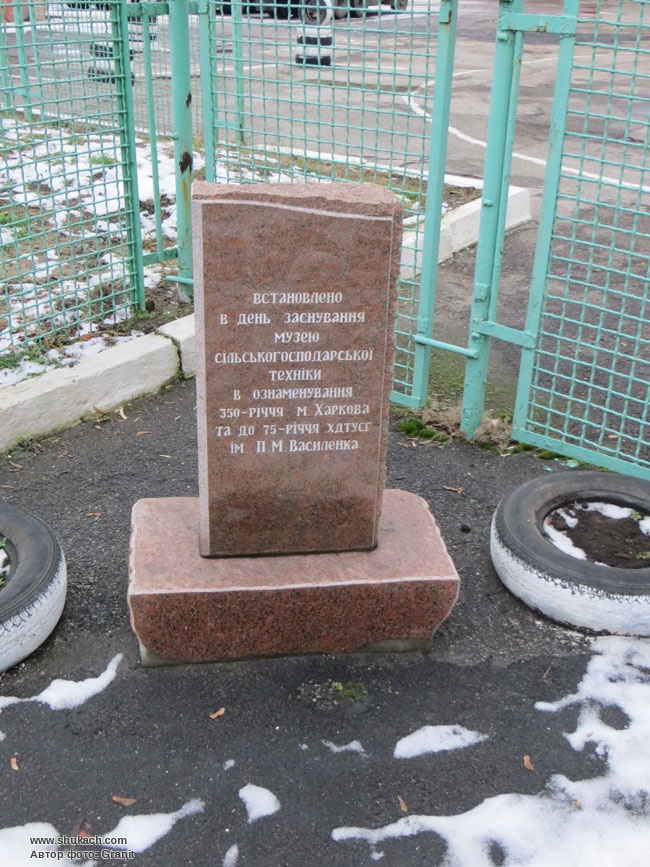 встановлено
в день заснування
музею
сільськогосподарської
техніки
в ознаменування
350-річчя м. Харкова
та до 75-річчя ХДТУСГ
ім П.М.Василенка
www.shukach.com
Автор фото: Granit